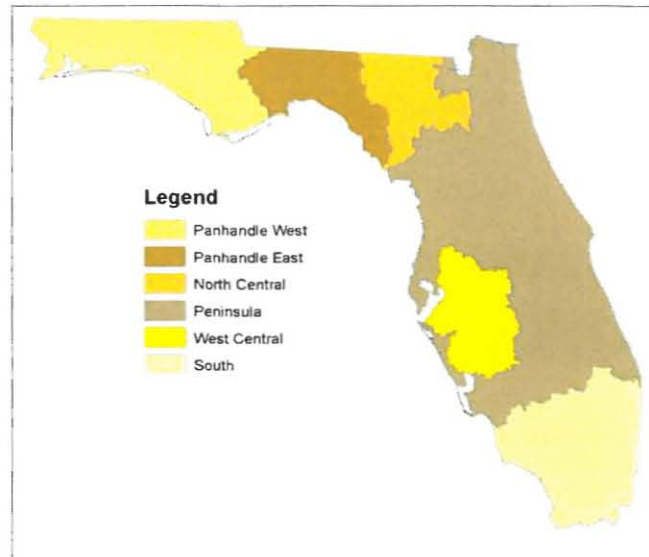 Legend
Panhandle West
Panhandle East
North Central
Peninsula
West Central
South